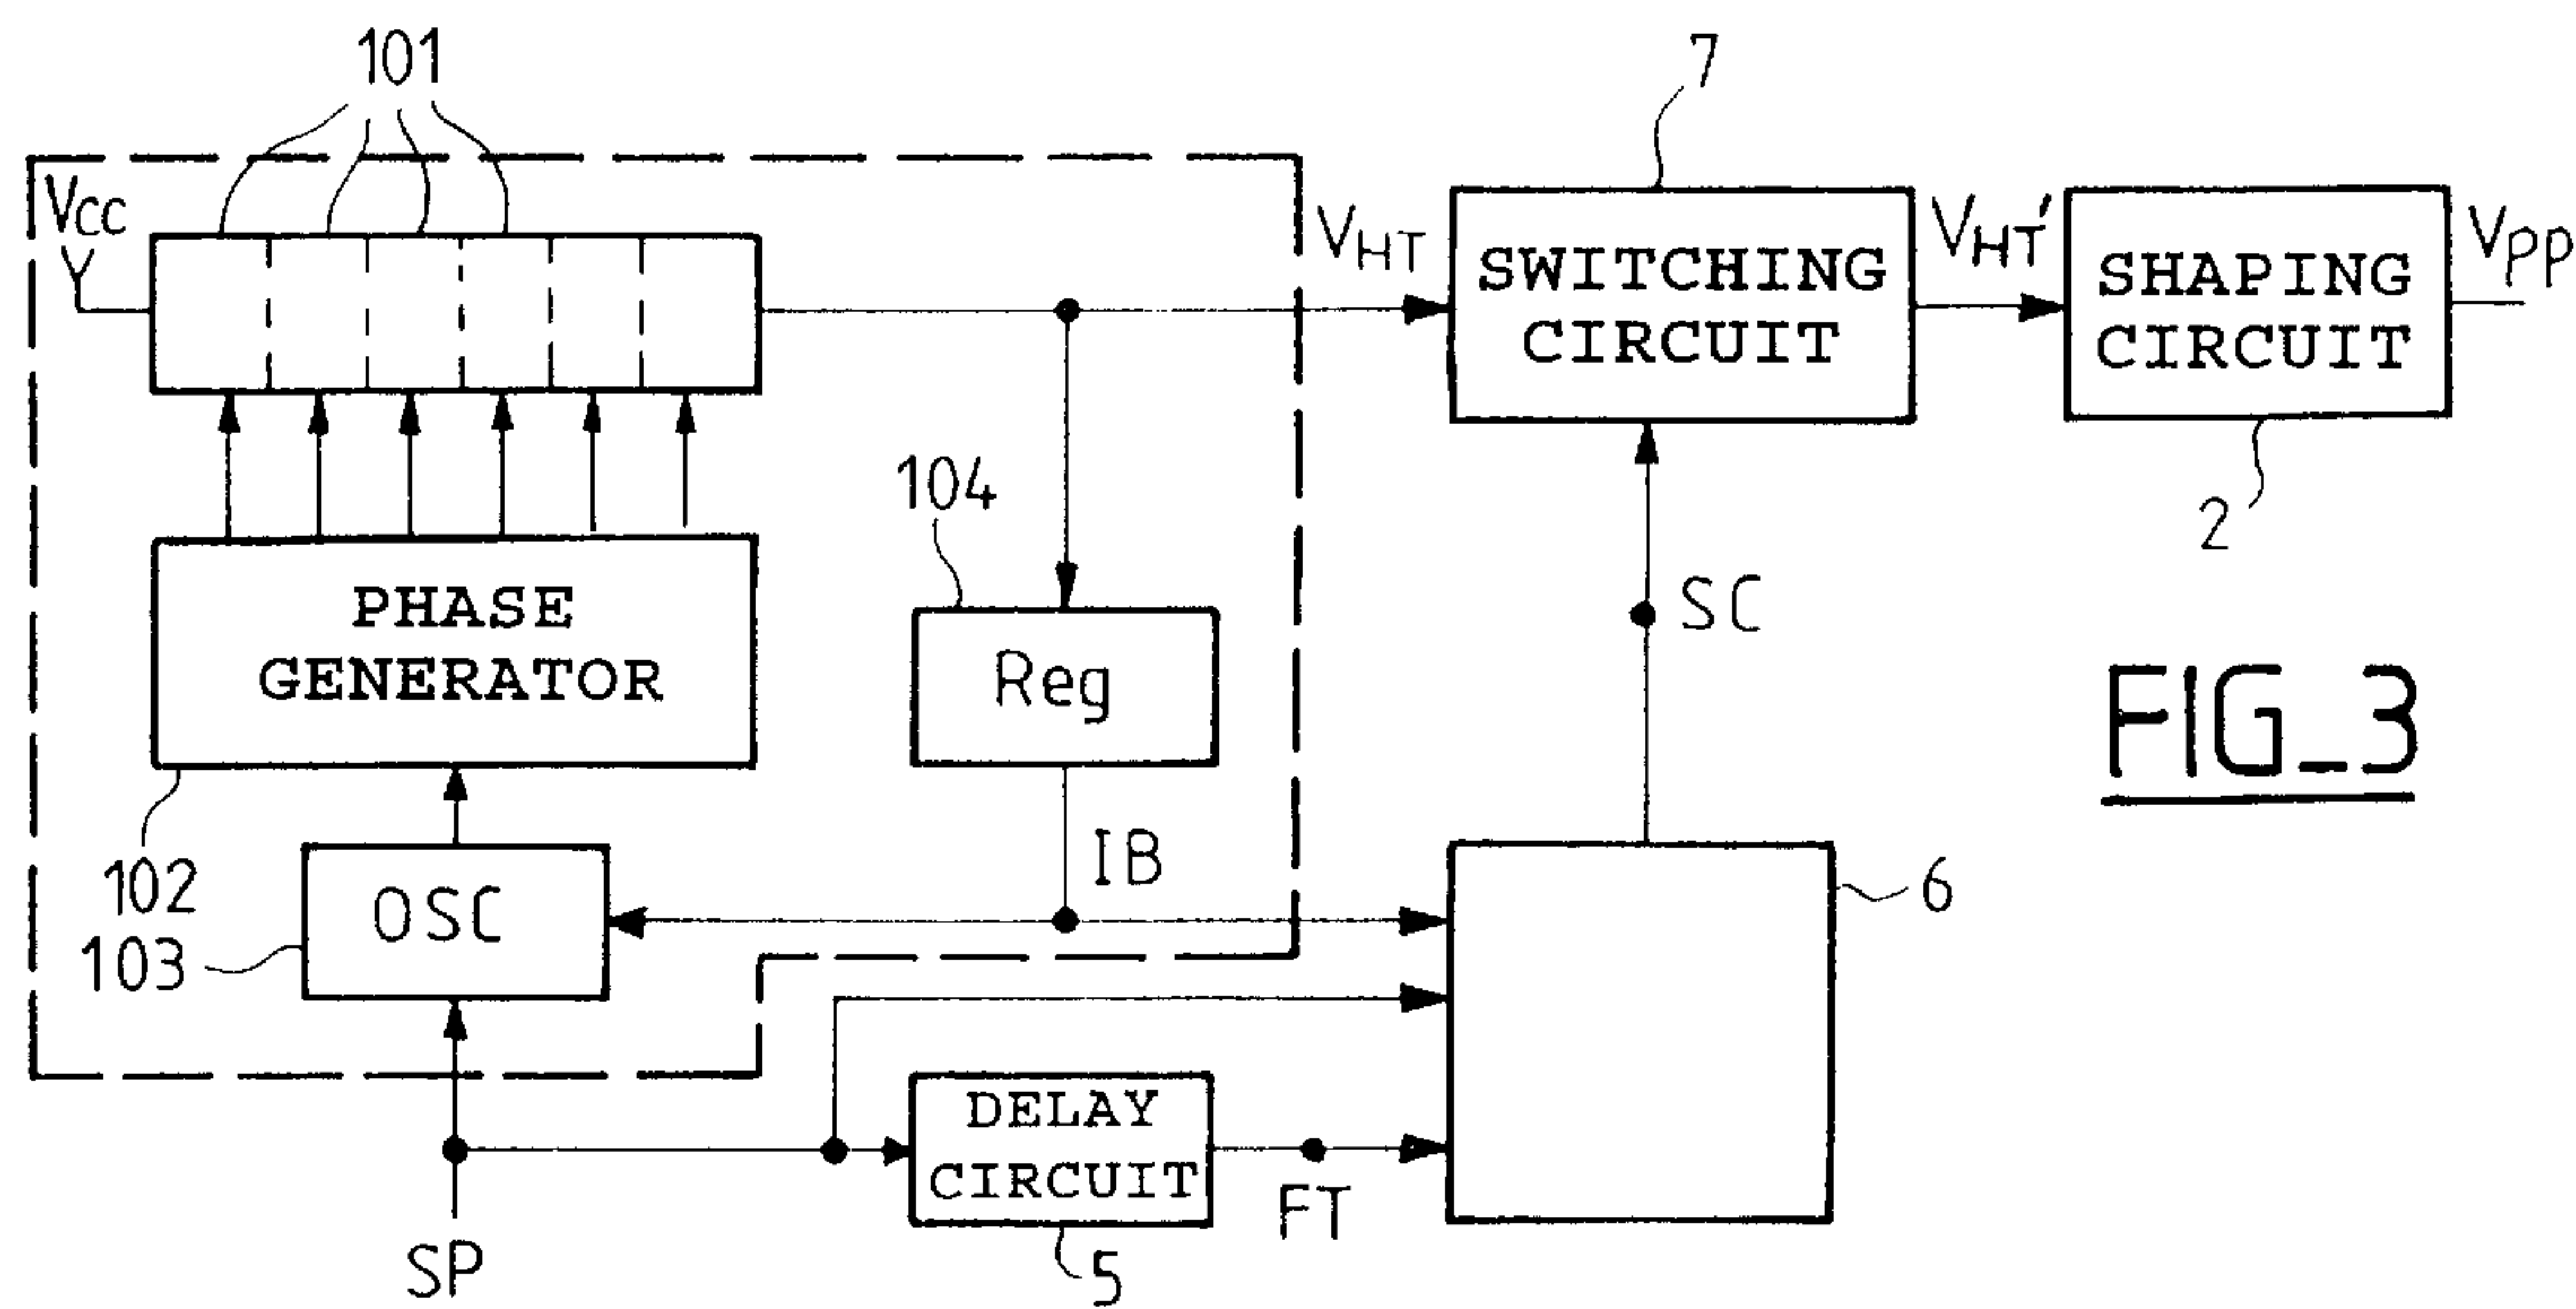 101
7
VCC
VHT
SWITCHING
CIRCUIT
VHT'
SHAPING
CIRCUIT
Vpp
104
2
PHASE
GENERATOR
Reg
SC
FIG_3
102
IB
6
103
OSC
DELAY
CIRCUIT
FT
SP
5